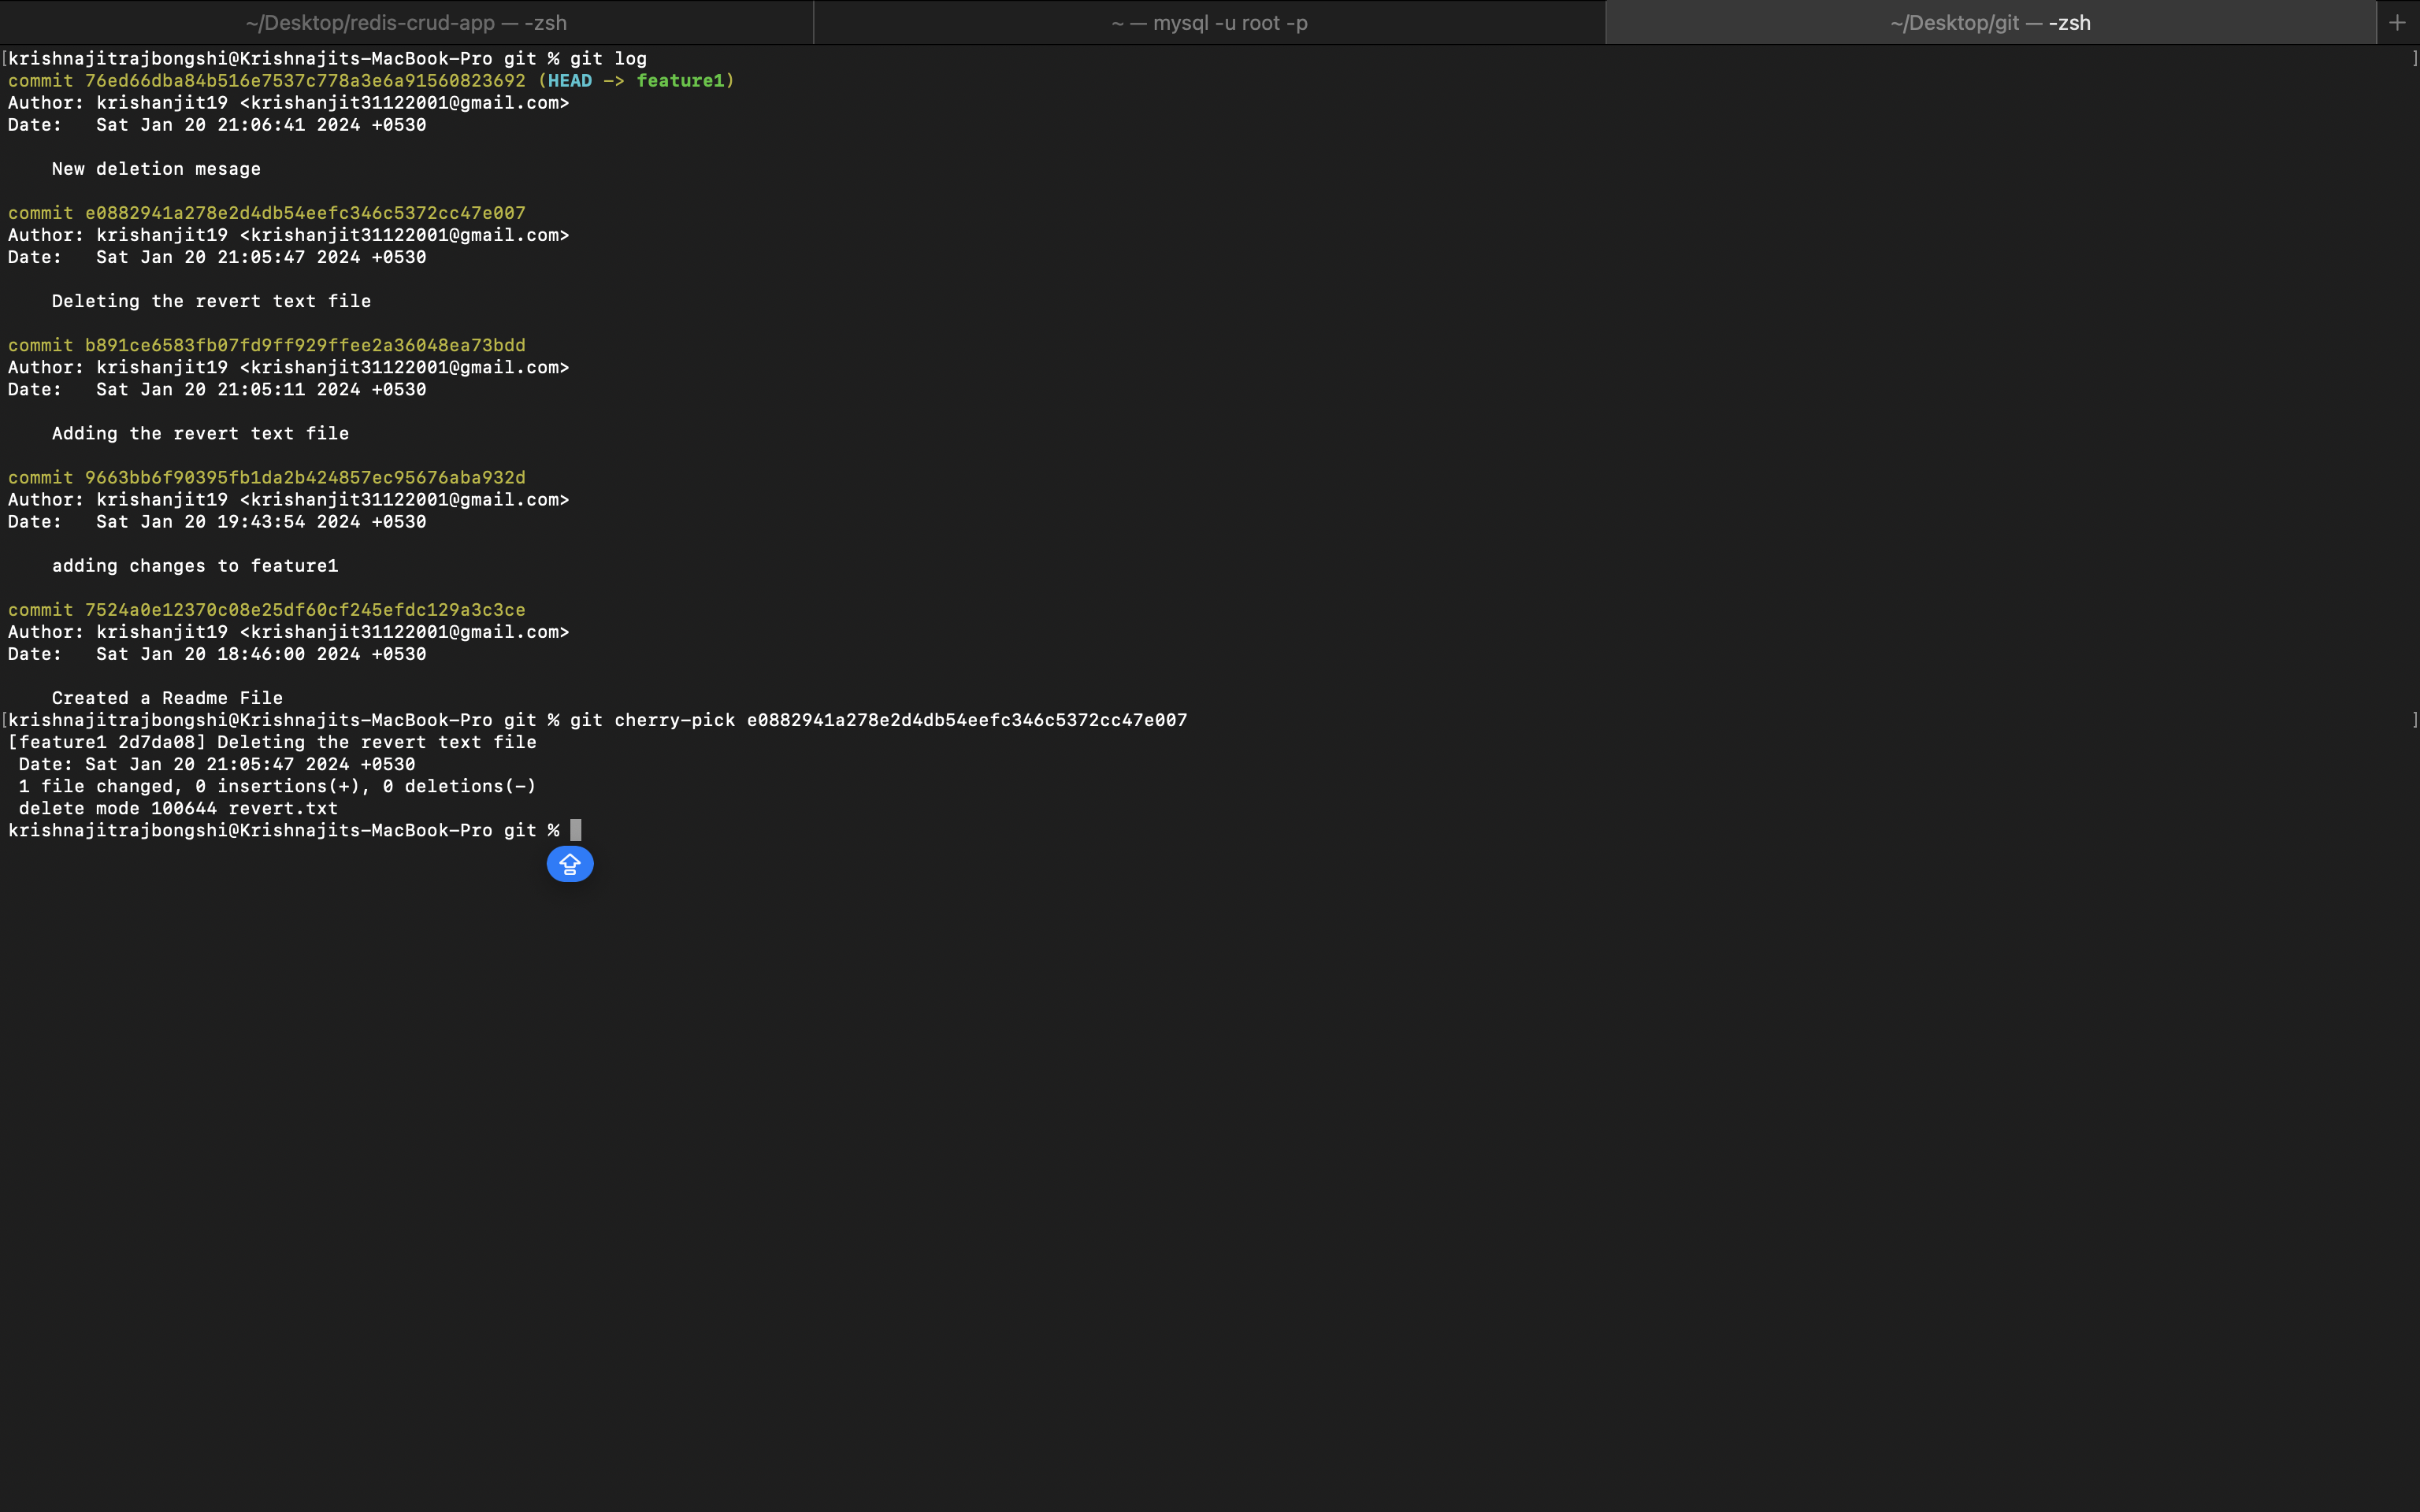 ~/Desktop/redis-crud-app — -zsh
~ — mysql -u root -p
~/Desktop/git — -zsh
+
[krishnajitrajbongshi@Krishnajits-MacBook-Pro git % git log ]
commit 76ed66dba84b516e7537c778a3e6a91560823692 (HEAD -> feature1)
Author: krishanjit19 <krishanjit31122001@gmail.com>
Date:   Sat Jan 20 21:06:41 2024 +0530
    New deletion mesage
commit e0882941a278e2d4db54eefc346c5372cc47e007
Author: krishanjit19 <krishanjit31122001@gmail.com>
Date:   Sat Jan 20 21:05:47 2024 +0530
    Deleting the revert text file
commit b891ce6583fb07fd9ff929ffee2a36048ea73bdd
Author: krishanjit19 <krishanjit31122001@gmail.com>
Date:   Sat Jan 20 21:05:11 2024 +0530
    Adding the revert text file
commit 9663bb6f90395fb1da2b424857ec95676aba932d
Author: krishanjit19 <krishanjit31122001@gmail.com>
Date:   Sat Jan 20 19:43:54 2024 +0530
    adding changes to feature1
commit 7524a0e12370c08e25df60cf245efdc129a3c3ce
Author: krishanjit19 <krishanjit31122001@gmail.com>
Date:   Sat Jan 20 18:46:00 2024 +0530
    Created a Readme File
[krishnajitrajbongshi@Krishnajits-MacBook-Pro git % git cherry-pick e0882941a278e2d4db54eefc346c5372cc47e007 ]
[feature1 2d7da08] Deleting the revert text file
 Date: Sat Jan 20 21:05:47 2024 +0530
 1 file changed, 0 insertions(+), 0 deletions(-)
 delete mode 100644 revert.txt
krishnajitrajbongshi@Krishnajits-MacBook-Pro git %